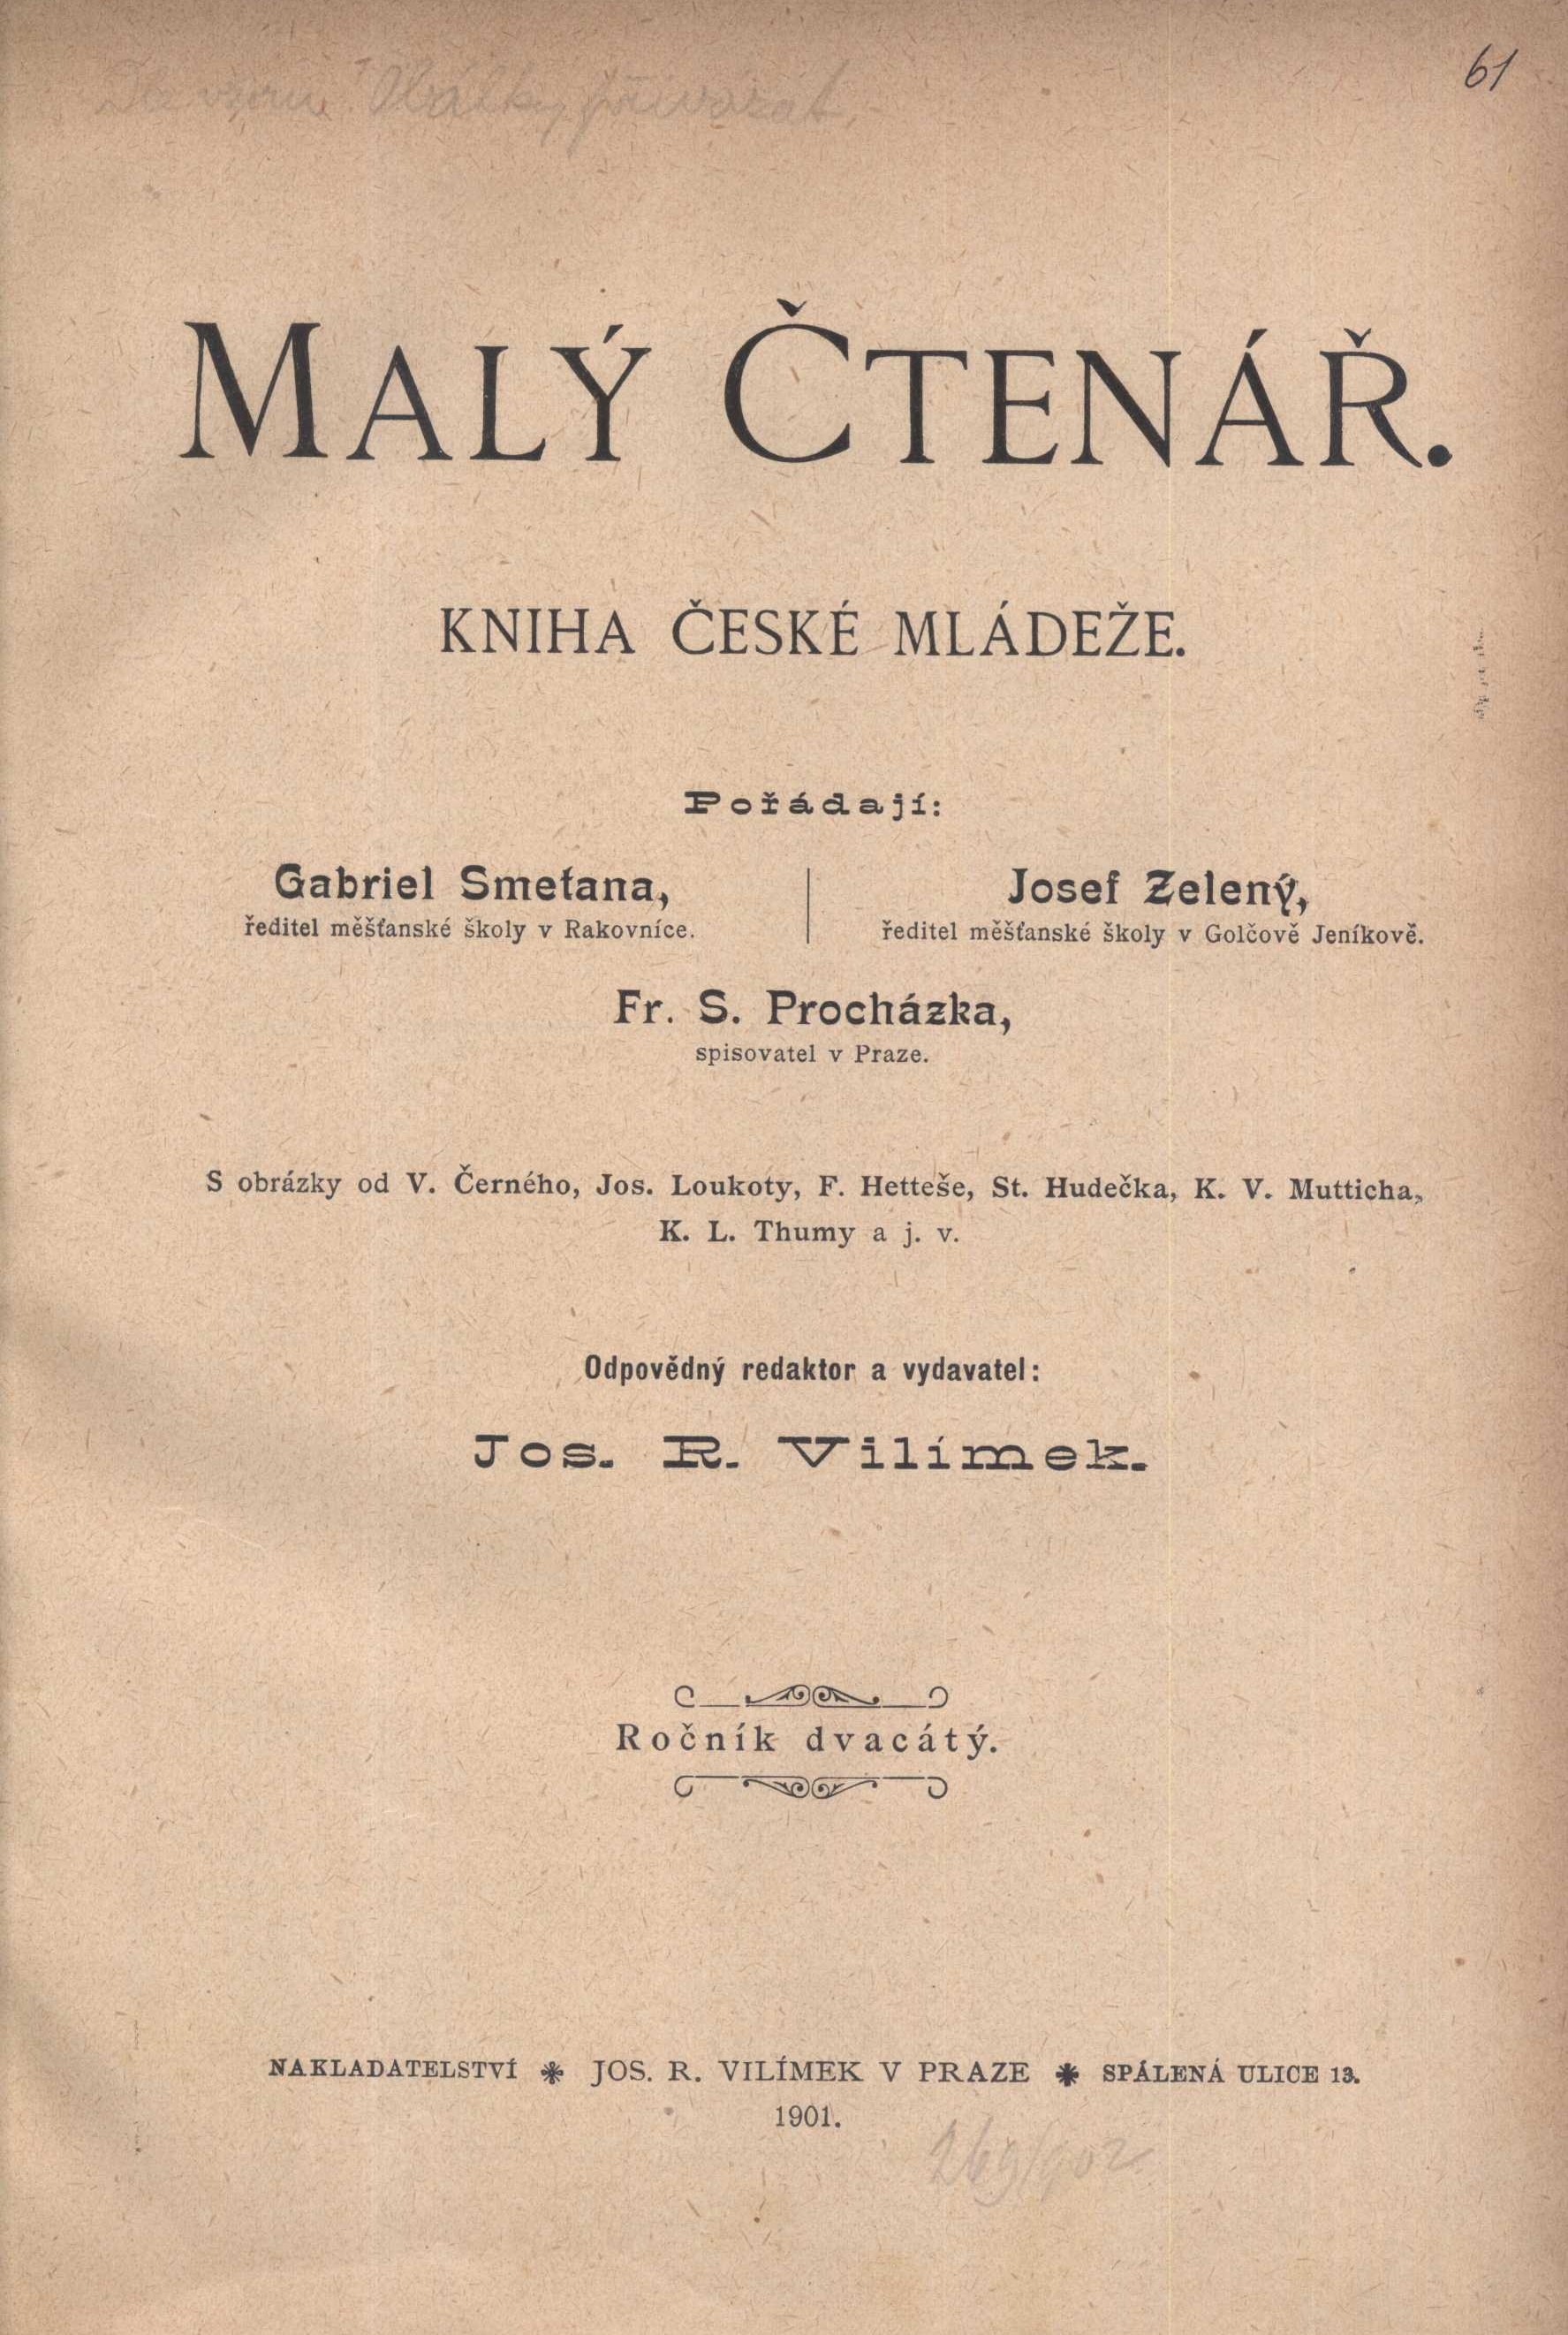 61
MALÝ ČTENÁŘ.
KNIHA ČESKÉ MLÁDEŽE.
Pořádají:
Gabriel Smetana,
ředitel měšťanské školy v Rakovníce.
Josef Zelený,
ředitel měšťanské školy v Golčově Jeníkově.
Fr. S. Procházka,
spisovatel v Praze.
S obrázky od V. Černého, Jos. Loukoty, F. Hetteše, St. Hudečka, K. V. Mutticha,
K. L. Thumy a j. v.
Odpovědný redaktor a vydavatel:
Jos. R. Vilímek.
Ročník dvacátý.
NAKLADATELSTVÍ * JOS. R. VILÍMEK V PRAZE * SPÁLENÁ ULICE 13.
1901.
269/902